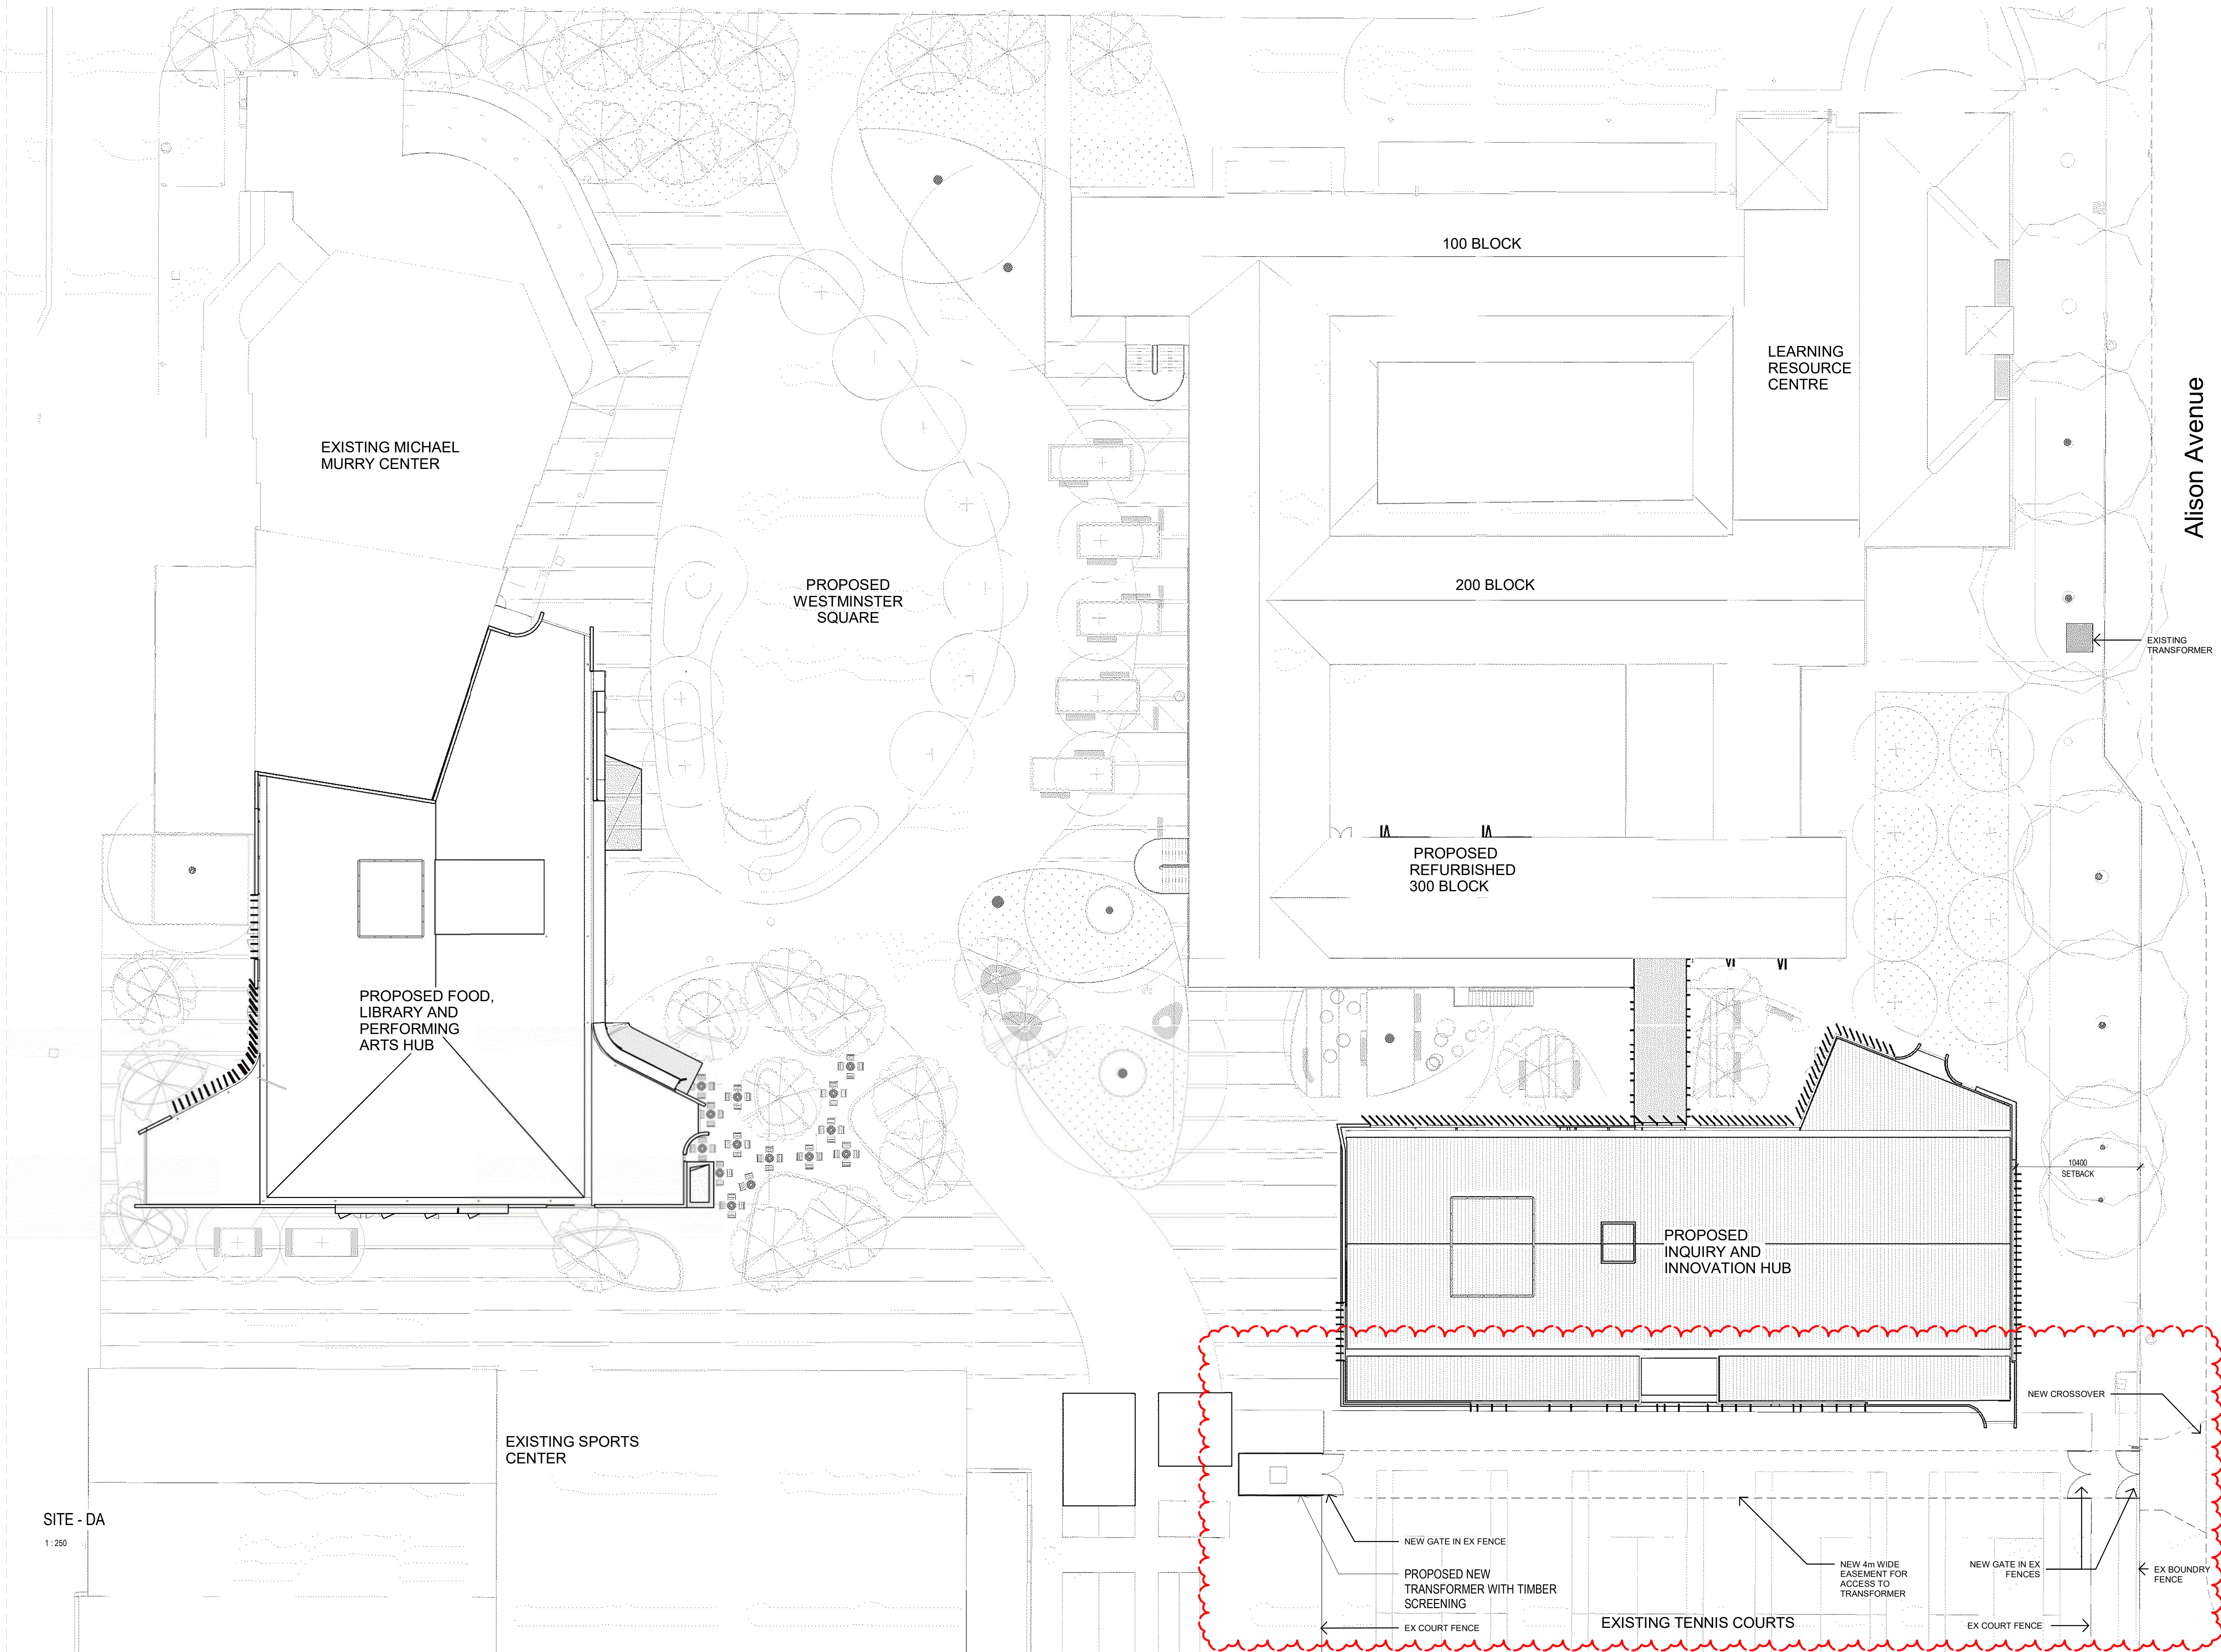 100 BLOCK
LEARNING
RESOURCE
CENTRE
Alison Avenue
EXISTING MICHAEL
MURRY CENTER
PROPOSED
WESTMINSTER
SQUARE
200 BLOCK
EXISTING
TRANSFORMER
PROPOSED
REFURBISHED
300 BLOCK
PROPOSED FOOD,
LIBRARY AND
PERFORMING
ARTS HUB
10400
SETBACK
PROPOSED
INQUIRY AND
INNOVATION HUB
NEW CROSSOVER
EXISTING SPORTS
CENTER
SITE - DA
1 : 250
NEW GATE IN EX FENCE
PROPOSED NEW
TRANSFORMER WITH TIMBER
SCREENING
EX COURT FENCE
NEW 4m WIDE
EASEMENT FOR
ACCESS TO
TRANSFORMER
EXISTING TENNIS COURTS
NEW GATE IN EX
FENCES
EX BOUNDRY
FENCE
EX COURT FENCE